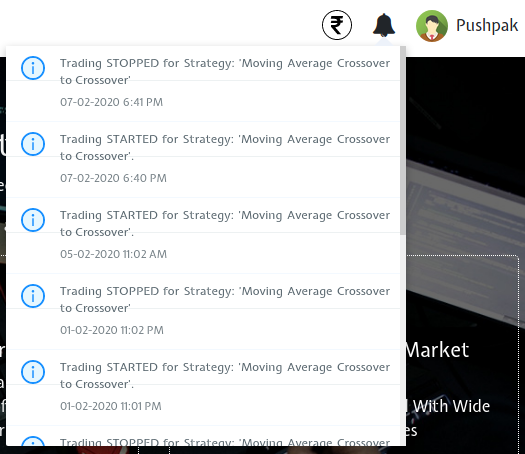 ₹
Pushpak
Trading STOPPED for Strategy: 'Moving Average Crossover
to Crossover'
07-02-2020 6:41 PM
Trading STARTED for Strategy: 'Moving Average Crossover
to Crossover'.
07-02-2020 6:40 PM
Trading STARTED for Strategy: 'Moving Average Crossover
to Crossover'.
05-02-2020 11:02 AM
Trading STOPPED for Strategy: 'Moving Average Crossover
to Crossover'
01-02-2020 11:02 PM
Trading STARTED for Strategy: 'Moving Average Crossover
to Crossover'.
01-02-2020 11:01 PM
Trading STOPPED for Strategy: 'Moving Average Crossover
Market
With Wide